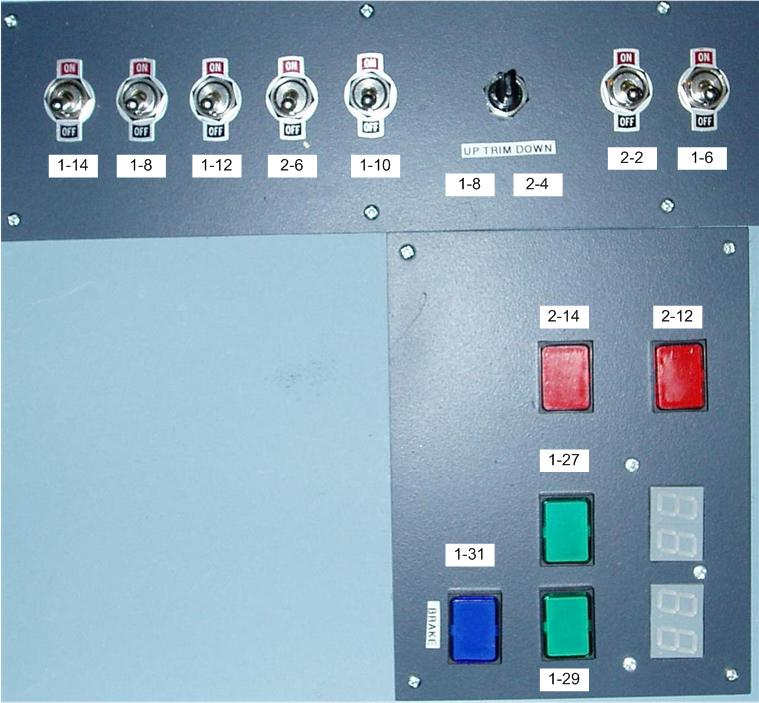 ON ON ON ON ON ON ON
OFF OFF OFF OFF OFF OFF OFF
1-14 1-8 1-12 2-6 1-10 2-2 1-6
UP TRIM DOWN
1-8 2-4
2-14 2-12
1-27
1-31
BRAKE
1-29